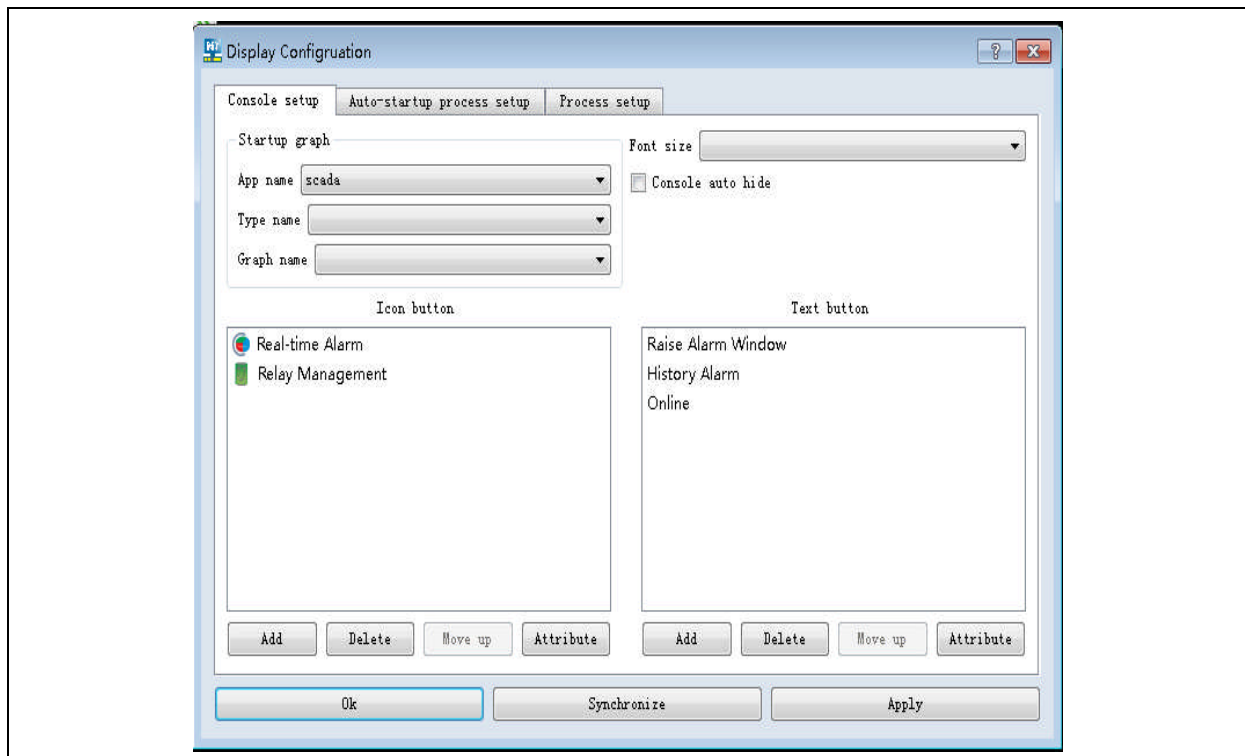 Display Configruation
Console setup
Auto-startup process setup
Process setup
Startup graph
App name scada
Type name
Graph name
Font size
Console auto hide
Icon button
Real-time Alarm
Relay Management
Text button
Raise Alarm Window
History Alarm
Online
Add Delete Move up Attribute
Add Delete Move up Attribute
Ok Synchronize Apply